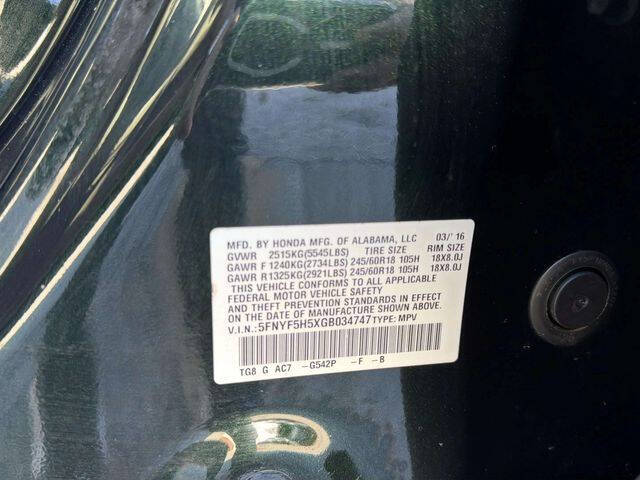 MFD. BY HONDA MFG. OF ALABAMA, LLC 03/'16
GVWR 2515KG(5545LBS) TIRE SIZE RIM SIZE
GAWR F 1240KG(2734LBS) 245/60R18 105H 18X8.0J
GAWR R1325KG(2921LBS) 245/60R18 105H 18X8.0J
THIS VEHICLE CONFORMS TO ALL APPLICABLE
FEDERAL MOTOR VEHICLE SAFETY, BUMPER,
AND THEFT PREVENTION STANDARDS IN EFFECT
ON THE DATE OF MANUFACTURE SHOWN ABOVE.
V.I.N.: 5FNYF5H5XGB034747 TYPE: MPV
TG8 G AC7 -G542P -F -B